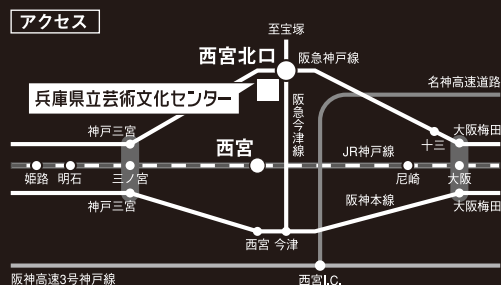 アクセス
至宝塚
西宮北口
阪急神戸線
名神高速道路
兵庫県立芸術文化センター
阪急今津線
神戸三宮
十三
大阪梅田
西宮
JR神戸線
姫路
明石
三ノ宮
尼崎
大阪
神戸三宮
阪神本線
大阪梅田
西宮
今津
阪神高速3号神戸線
西宮I.C.